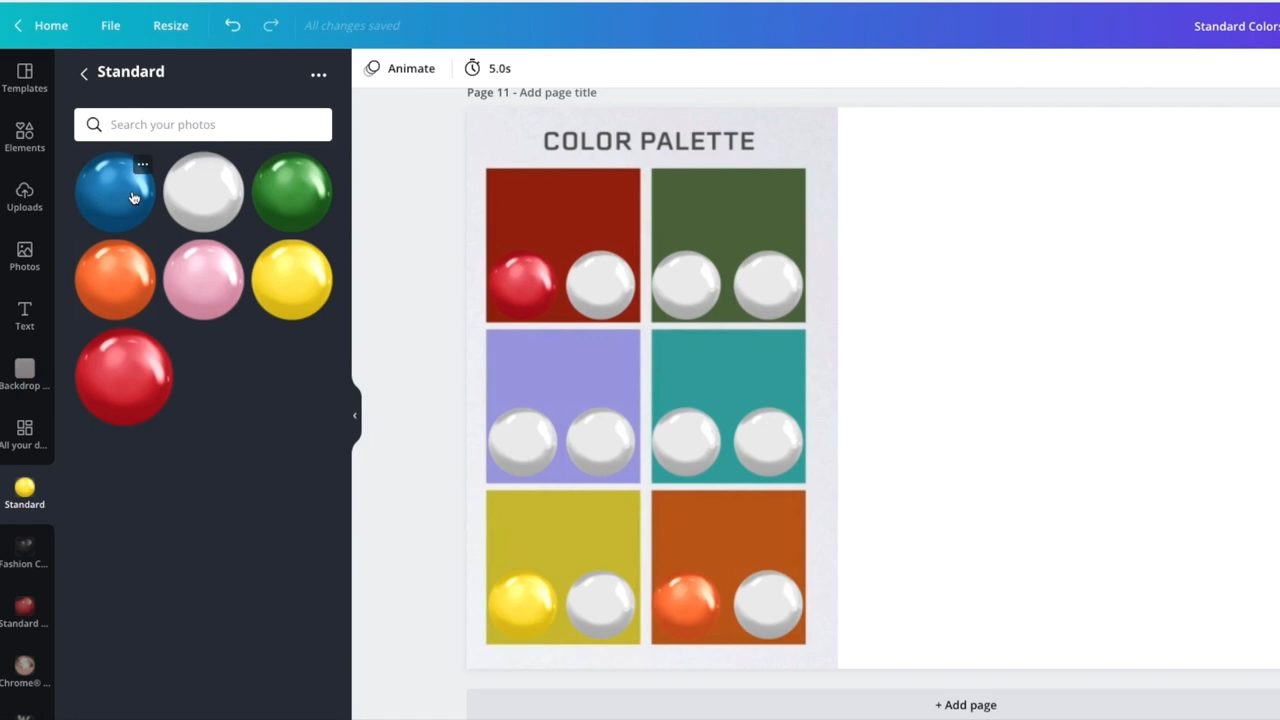 Home
File
Resize
All changes saved
Standard Colors
Templates
Elements
Uploads
Photos
Text
Backdrop ...
All your d...
Standard
Fashion C...
Standard ...
Chrome® ...
Standard
Search your photos
Animate
5.0s
Page 11 - Add page title
COLOR PALETTE
+ Add page